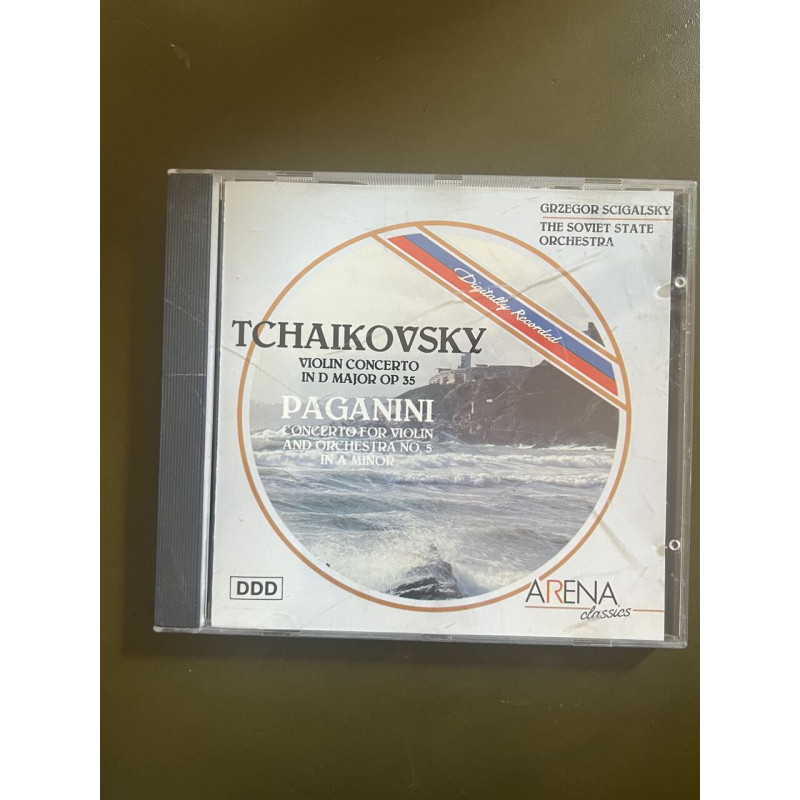 GRZEGOR SCIGALSKY
THE SOVIET STATE
ORCHESTRA
Digitally Recorded
TCHAIKOVSKY
VIOLIN CONCERTO
IN D MAJOR OP 35
PAGANINI
CONCERTO FOR VIOLIN
AND ORCHESTRA NO. 5
IN A MINOR
DDD
ARENA
classics